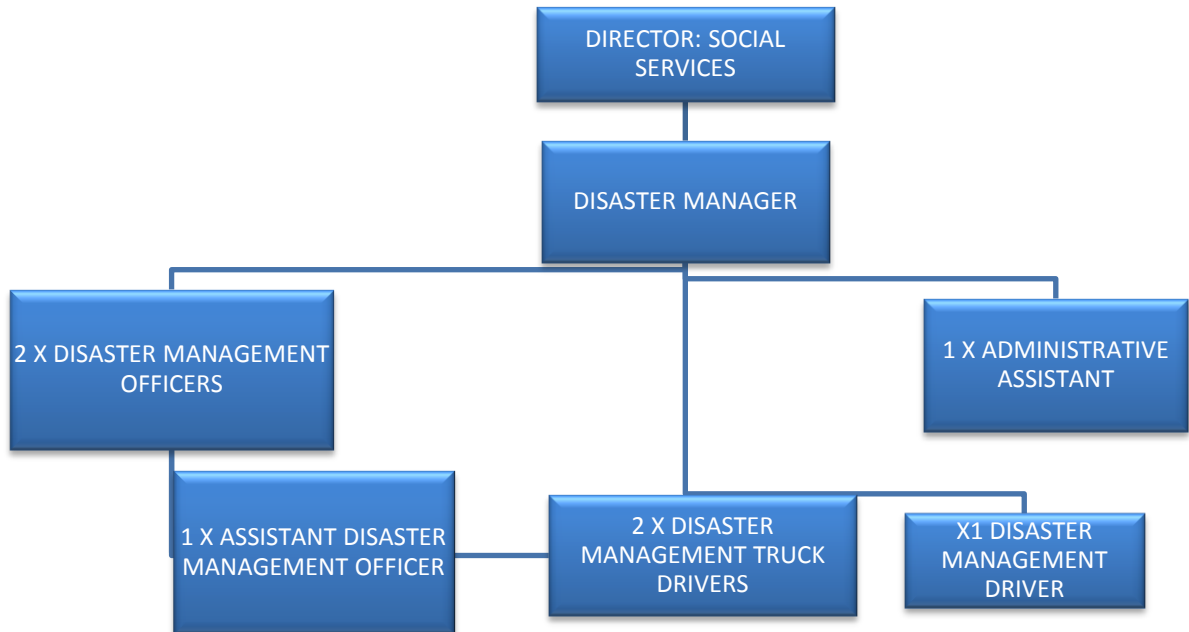 DIRECTOR: SOCIAL
SERVICES
DISASTER MANAGER
2 X DISASTER MANAGEMENT
OFFICERS
1 X ADMINISTRATIVE
ASSISTANT
1 X ASSISTANT DISASTER
MANAGEMENT OFFICER
2 X DISASTER
MANAGEMENT TRUCK
DRIVERS
X1 DISASTER
MANAGEMENT
DRIVER